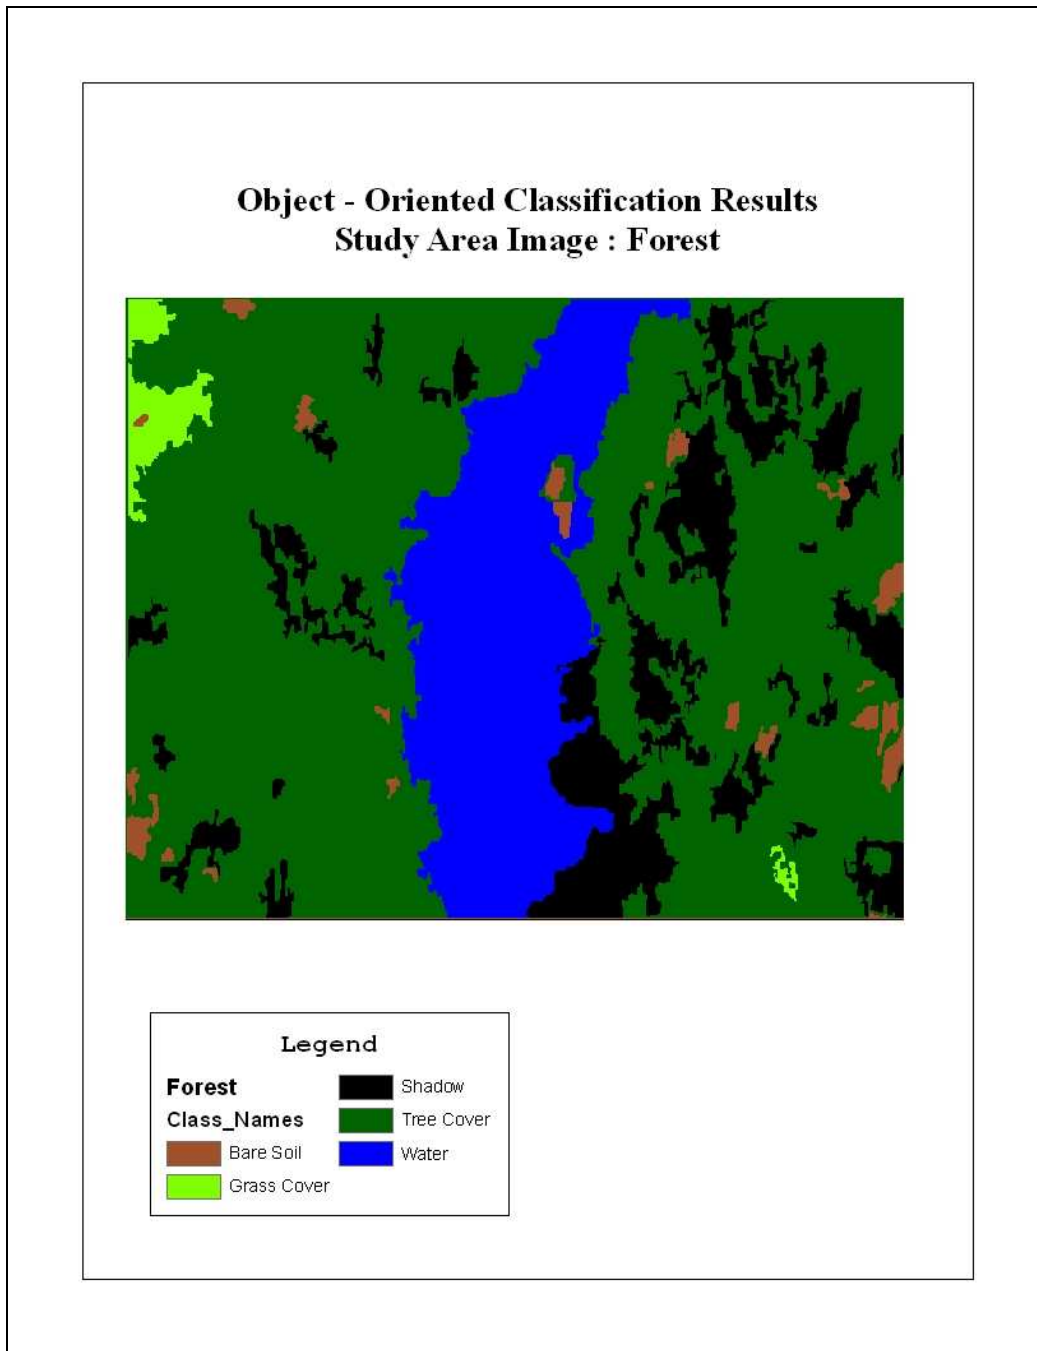 Object - Oriented Classification Results
Study Area Image : Forest
Legend
Forest
Class_Names
Bare Soil
Grass Cover
Shadow
Tree Cover
Water